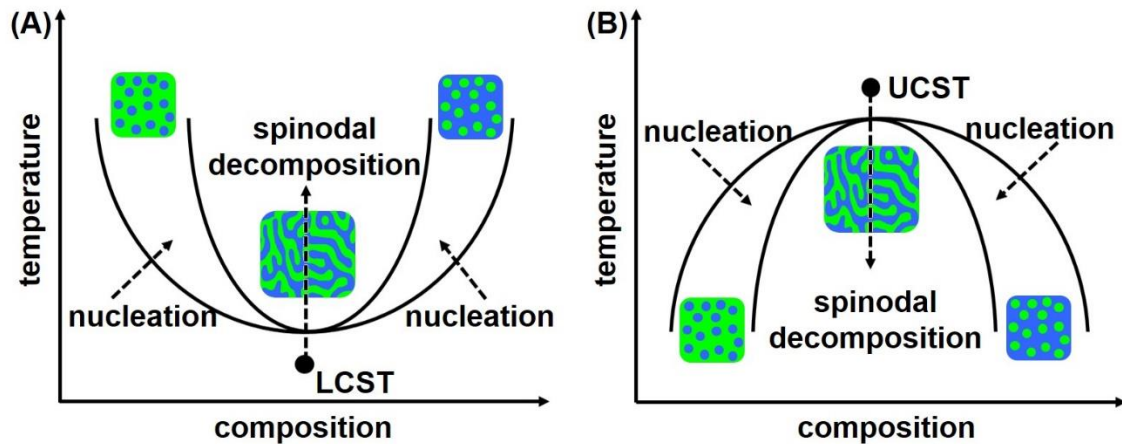 (A)
temperature
spinodal
decomposition
nucleation
nucleation
LCST
composition
(B)
temperature
UCST
nucleation
nucleation
spinodal
decomposition
composition